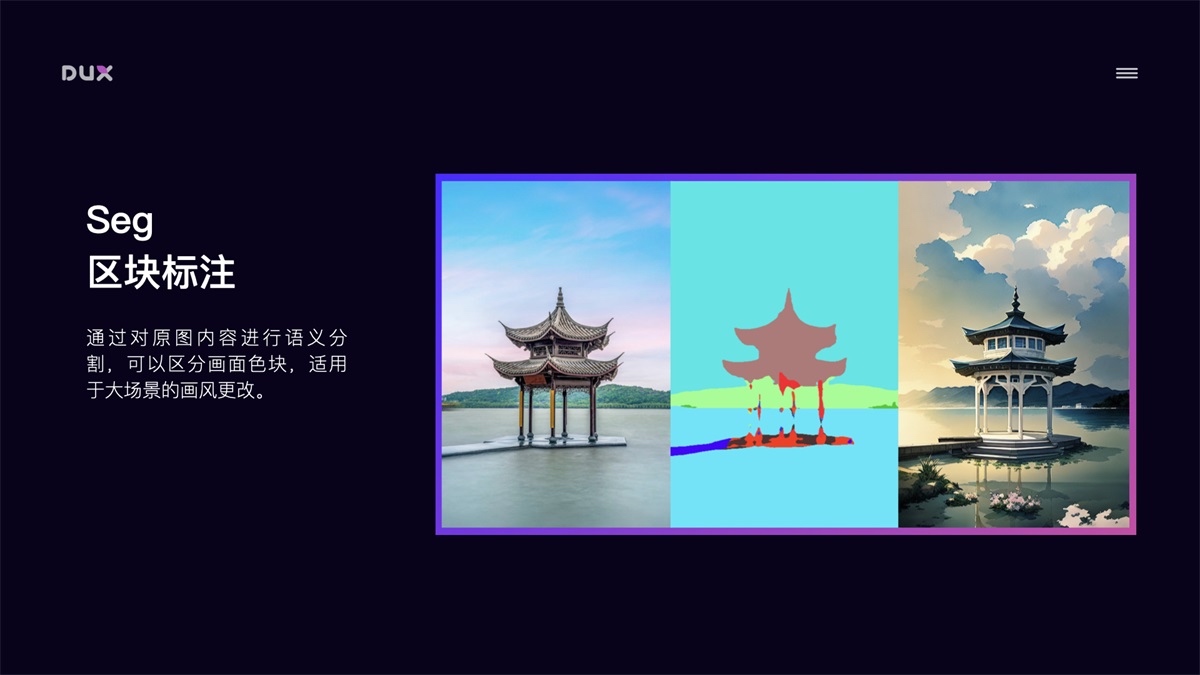 DUX
Seg
区块标注
通过对原图内容进行语义分
割，可以区分画面色块，适用
于大场景的画风更改。